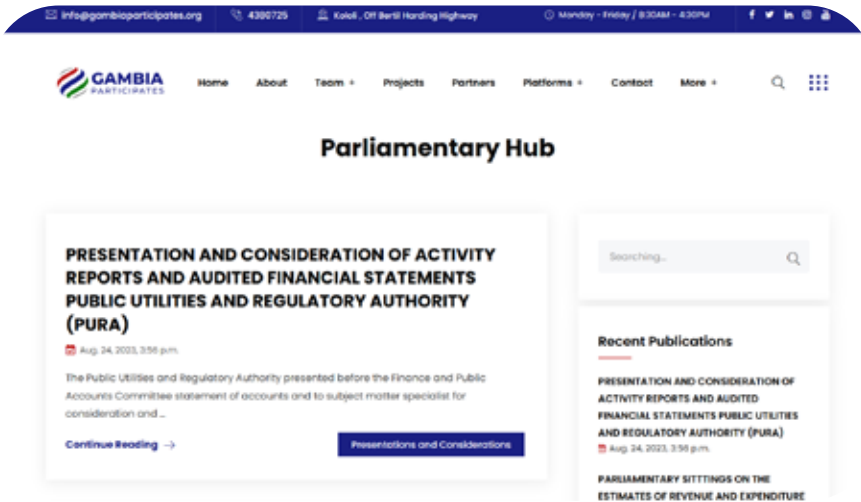 info@gambiaparticipates.org 4390725 Kololi , Off Bertil Harding Highway Monday - Friday / 8:30AM - 4:30PM
GAMBIA
PARTICIPATES
Home About Team + Projects Partners Platforms + Contact More +
Parliamentary Hub
PRESENTATION AND CONSIDERATION OF ACTIVITY
REPORTS AND AUDITED FINANCIAL STATEMENTS
PUBLIC UTILITIES AND REGULATORY AUTHORITY
(PURA)
Aug. 24, 2023, 3:56 p.m.
The Public Utilities and Regulatory Authority presented before the Finance and Public
Accounts Committee statement of accounts and to subject matter specialist for
consideration and ...
Continue Reading →
Presentations and Considerations
Searching...
Recent Publications
PRESENTATION AND CONSIDERATION OF
ACTIVITY REPORTS AND AUDITED
FINANCIAL STATEMENTS PUBLIC UTILITIES
AND REGULATORY AUTHORITY (PURA)
Aug. 24, 2023, 3:56 p.m.
PARLIAMENTARY SITTTINGS ON THE
ESTIMATES OF REVENUE AND EXPENDITURE